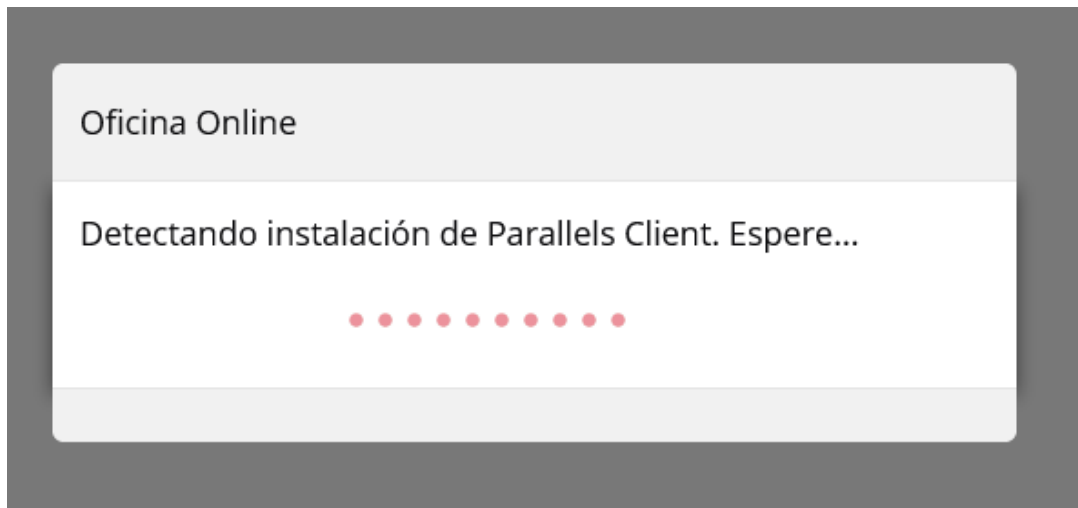 Oficina Online
Detectando instalación de Parallels Client. Espere...